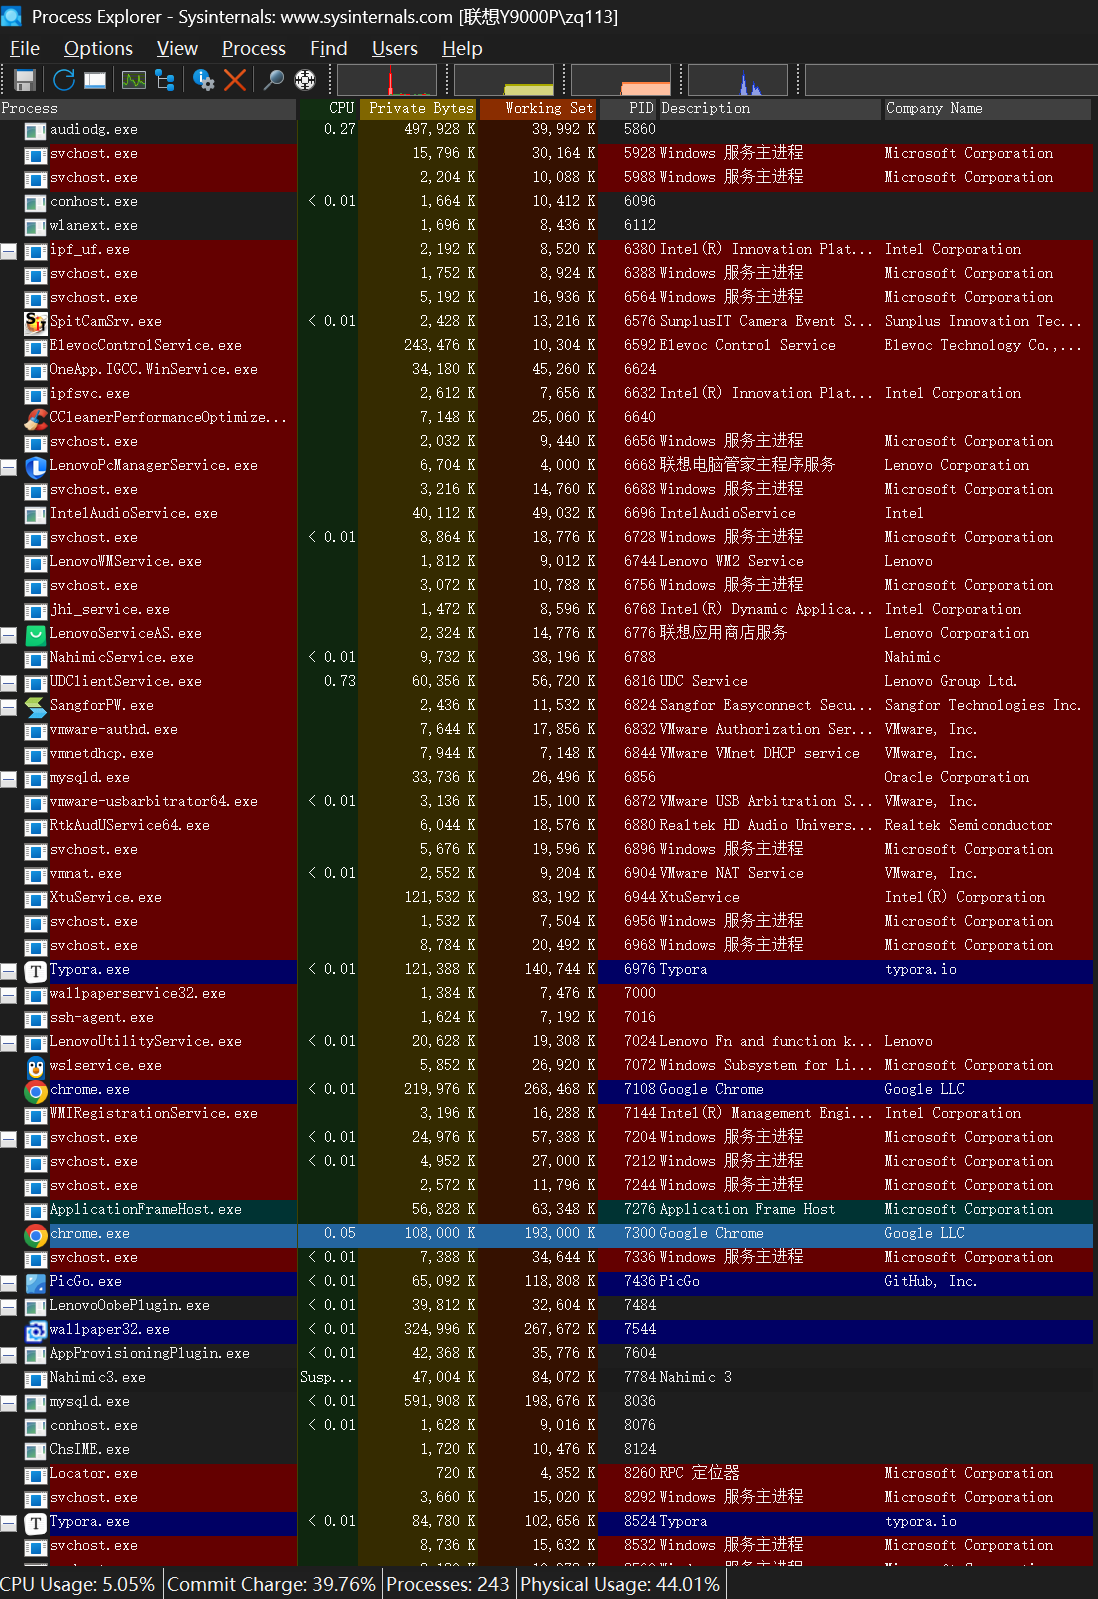 Process Explorer - Sysinternals: www.sysinternals.com [联想Y9000P\zq113]
File Options View Process Find Users Help
Process CPU Private Bytes Working Set PID Description Company Name
audiodg.exe 0.27 497,928 K 39,992 K 5860
svchost.exe 15,796 K 30,164 K 5928 Windows 服务主进程 Microsoft Corporation
svchost.exe 2,204 K 10,088 K 5988 Windows 服务主进程 Microsoft Corporation
conhost.exe < 0.01 1,664 K 10,412 K 6096
wlanext.exe 1,696 K 8,436 K 6112
ipf_uf.exe 2,192 K 8,520 K 6380 Intel(R) Innovation Plat... Intel Corporation
svchost.exe 1,752 K 8,924 K 6388 Windows 服务主进程 Microsoft Corporation
svchost.exe 5,192 K 16,936 K 6564 Windows 服务主进程 Microsoft Corporation
SpitCamSrv.exe < 0.01 2,428 K 13,216 K 6576 SunplusIT Camera Event S... Sunplus Innovation Tec...
ElevocControlService.exe 243,476 K 10,304 K 6592 Elevoc Control Service Elevoc Technology Co.,...
OneApp.IGCC.WinService.exe 34,180 K 45,260 K 6624
ipfsvc.exe 2,612 K 7,656 K 6632 Intel(R) Innovation Plat... Intel Corporation
CCleanerPerformanceOptimize... 7,148 K 25,060 K 6640
svchost.exe 2,032 K 9,440 K 6656 Windows 服务主进程 Microsoft Corporation
LenovoPcManagerService.exe 6,704 K 4,000 K 6668 联想电脑管家主程序服务 Lenovo Corporation
svchost.exe 3,216 K 14,760 K 6688 Windows 服务主进程 Microsoft Corporation
IntelAudioService.exe 40,112 K 49,032 K 6696 IntelAudioService Intel
svchost.exe < 0.01 8,864 K 18,776 K 6728 Windows 服务主进程 Microsoft Corporation
LenovoWMService.exe 1,812 K 9,012 K 6744 Lenovo WM2 Service Lenovo
svchost.exe 3,072 K 10,788 K 6756 Windows 服务主进程 Microsoft Corporation
jhi_service.exe 1,472 K 8,596 K 6768 Intel(R) Dynamic Applica... Intel Corporation
LenovoServiceAS.exe 2,324 K 14,776 K 6776 联想应用商店服务 Lenovo Corporation
NahimicService.exe < 0.01 9,732 K 38,196 K 6788 Nahimic
UDClientService.exe 0.73 60,356 K 56,720 K 6816 UDC Service Lenovo Group Ltd.
SangforPW.exe 2,436 K 11,532 K 6824 Sangfor Easyconnect Secu... Sangfor Technologies Inc.
vmware-authd.exe 7,644 K 17,856 K 6832 VMware Authorization Ser... VMware, Inc.
vmnetdhcp.exe 7,944 K 7,148 K 6844 VMware VMnet DHCP service VMware, Inc.
mysqld.exe 33,736 K 26,496 K 6856 Oracle Corporation
vmware-usbarbitrator64.exe < 0.01 3,136 K 15,100 K 6872 VMware USB Arbitration S... VMware, Inc.
RtkAudUService64.exe 6,044 K 18,576 K 6880 Realtek HD Audio Univers... Realtek Semiconductor
svchost.exe 5,676 K 19,596 K 6896 Windows 服务主进程 Microsoft Corporation
vmnat.exe < 0.01 2,552 K 9,204 K 6904 VMware NAT Service VMware, Inc.
XtuService.exe 121,532 K 83,192 K 6944 XtuService Intel(R) Corporation
svchost.exe 1,532 K 7,504 K 6956 Windows 服务主进程 Microsoft Corporation
svchost.exe 8,784 K 20,492 K 6968 Windows 服务主进程 Microsoft Corporation
Typora.exe < 0.01 121,388 K 140,744 K 6976 Typora typora.io
wallpaperservice32.exe 1,384 K 7,476 K 7000
ssh-agent.exe 1,624 K 7,192 K 7016
LenovoUtilityService.exe < 0.01 20,628 K 19,308 K 7024 Lenovo Fn and function k... Lenovo
wslservice.exe 5,852 K 26,920 K 7072 Windows Subsystem for Li... Microsoft Corporation
chrome.exe < 0.01 219,976 K 268,468 K 7108 Google Chrome Google LLC
WMIRegistrationService.exe 3,196 K 16,288 K 7144 Intel(R) Management Engi... Intel Corporation
svchost.exe < 0.01 24,976 K 57,388 K 7204 Windows 服务主进程 Microsoft Corporation
svchost.exe < 0.01 4,952 K 27,000 K 7212 Windows 服务主进程 Microsoft Corporation
svchost.exe 2,572 K 11,796 K 7244 Windows 服务主进程 Microsoft Corporation
ApplicationFrameHost.exe 56,828 K 63,348 K 7276 Application Frame Host Microsoft Corporation
chrome.exe 0.05 108,000 K 193,000 K 7300 Google Chrome Google LLC
svchost.exe < 0.01 7,388 K 34,644 K 7336 Windows 服务主进程 Microsoft Corporation
PicGo.exe < 0.01 65,092 K 118,808 K 7436 PicGo GitHub, Inc.
LenovoOobePlugin.exe < 0.01 39,812 K 32,604 K 7484
wallpaper32.exe < 0.01 324,996 K 267,672 K 7544
AppProvisioningPlugin.exe < 0.01 42,368 K 35,776 K 7604
Nahimic3.exe Susp... 47,004 K 84,072 K 7784 Nahimic 3
mysqld.exe < 0.01 591,908 K 198,676 K 8036
conhost.exe < 0.01 1,628 K 9,016 K 8076
ChsIME.exe 1,720 K 10,476 K 8124
Locator.exe 720 K 4,352 K 8260 RPC 定位器 Microsoft Corporation
svchost.exe 3,660 K 15,020 K 8292 Windows 服务主进程 Microsoft Corporation
Typora.exe < 0.01 84,780 K 102,656 K 8524 Typora typora.io
svchost.exe 8,736 K 15,632 K 8532 Windows 服务主进程 Microsoft Corporation
CPU Usage: 5.05% Commit Charge: 39.76% Processes: 243 Physical Usage: 44.01%